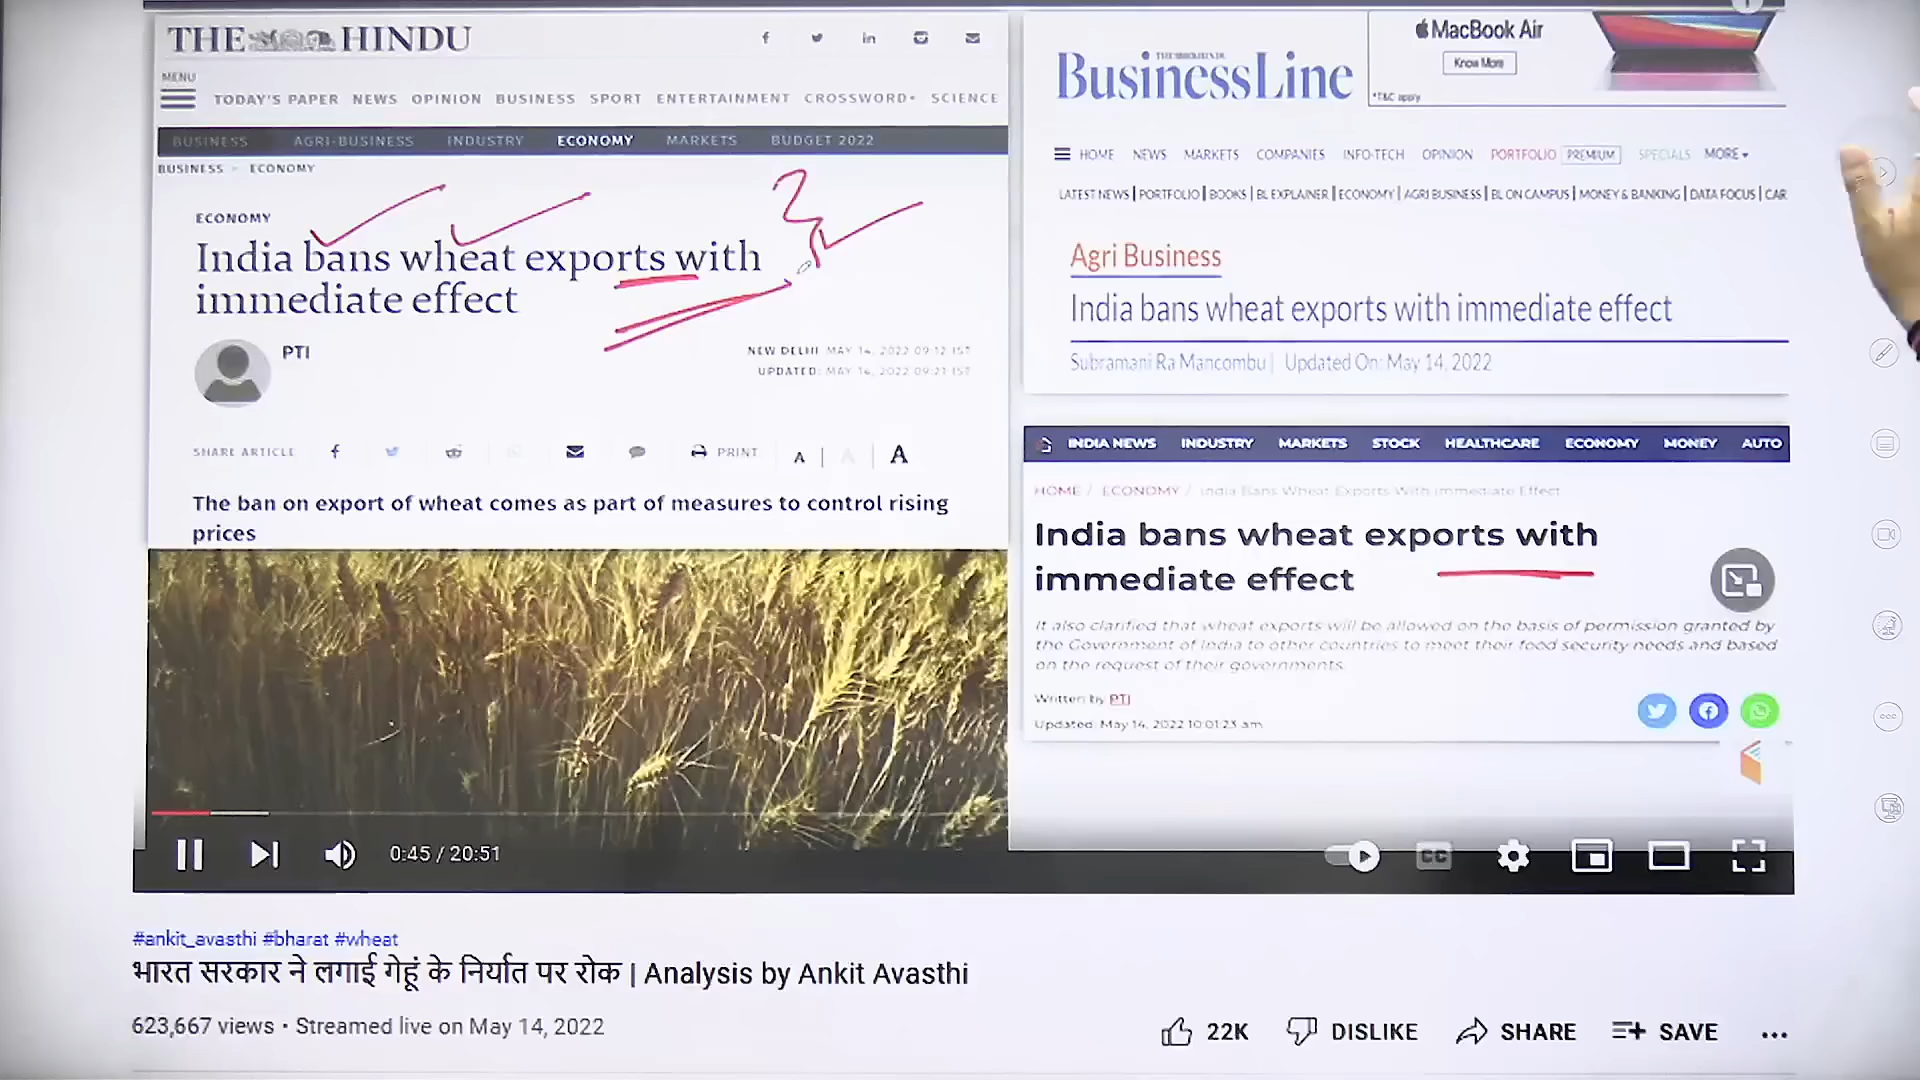 THE HINDU
MENU
TODAY'S PAPER NEWS OPINION BUSINESS SPORT ENTERTAINMENT CROSSWORD+ SCIENCE
BUSINESS AGRI-BUSINESS INDUSTRY ECONOMY MARKETS BUDGET 2022
BUSINESS ECONOMY
ECONOMY
India bans wheat exports with
immediate effect
PTI
NEW DELHI MAY 14, 2022 09:12 IST
UPDATED: MAY 14, 2022 09:21 IST
SHARE ARTICLE PRINT A A A
The ban on export of wheat comes as part of measures to control rising
prices
MacBook Air
Know More
*T&C apply
BusinessLine
HOME NEWS MARKETS COMPANIES INFO-TECH OPINION PORTFOLIO PREMIUM SPECIALS MORE
LATEST NEWS | PORTFOLIO | BOOKS | BL EXPLAINER | ECONOMY | AGRI BUSINESS | BL ON CAMPUS | MONEY & BANKING | DATA FOCUS | CAR
Agri Business
India bans wheat exports with immediate effect
Subramani Ra Mancombu | Updated On: May 14, 2022
INDIA NEWS INDUSTRY MARKETS STOCK HEALTHCARE ECONOMY MONEY AUTO
HOME / ECONOMY / India Bans Wheat Exports With Immediate Effect
India bans wheat exports with
immediate effect
It also clarified that wheat exports will be allowed on the basis of permission granted by
the Government of India to other countries to meet their food security needs and based
on the request of their governments.
Written by PTI
Updated: May 14, 2022 10:01:23 am
0:45 / 20:51
CC
#ankit_avasthi #bharat #wheat
भारत सरकार ने लगाई गेहूं के निर्यात पर रोक | Analysis by Ankit Avasthi
623,667 views • Streamed live on May 14, 2022
22K DISLIKE SHARE SAVE